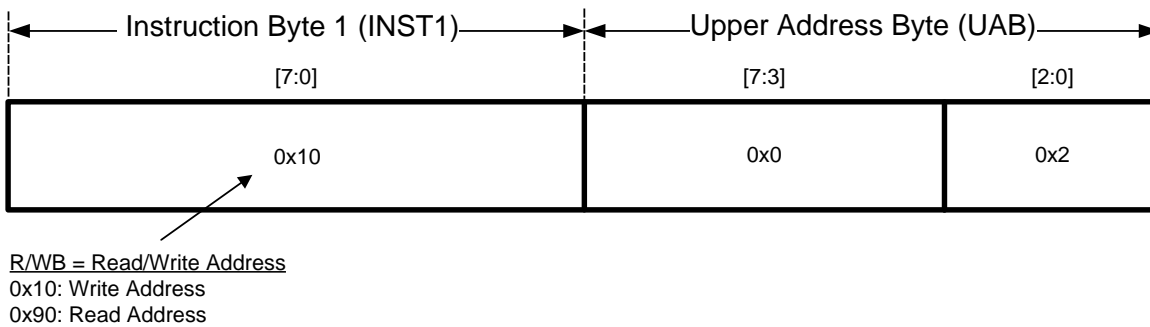 Instruction Byte 1 (INST1) Upper Address Byte (UAB)
[7:0] [7:3] [2:0]
0x10 0x0 0x2
R/WB = Read/Write Address
0x10: Write Address
0x90: Read Address